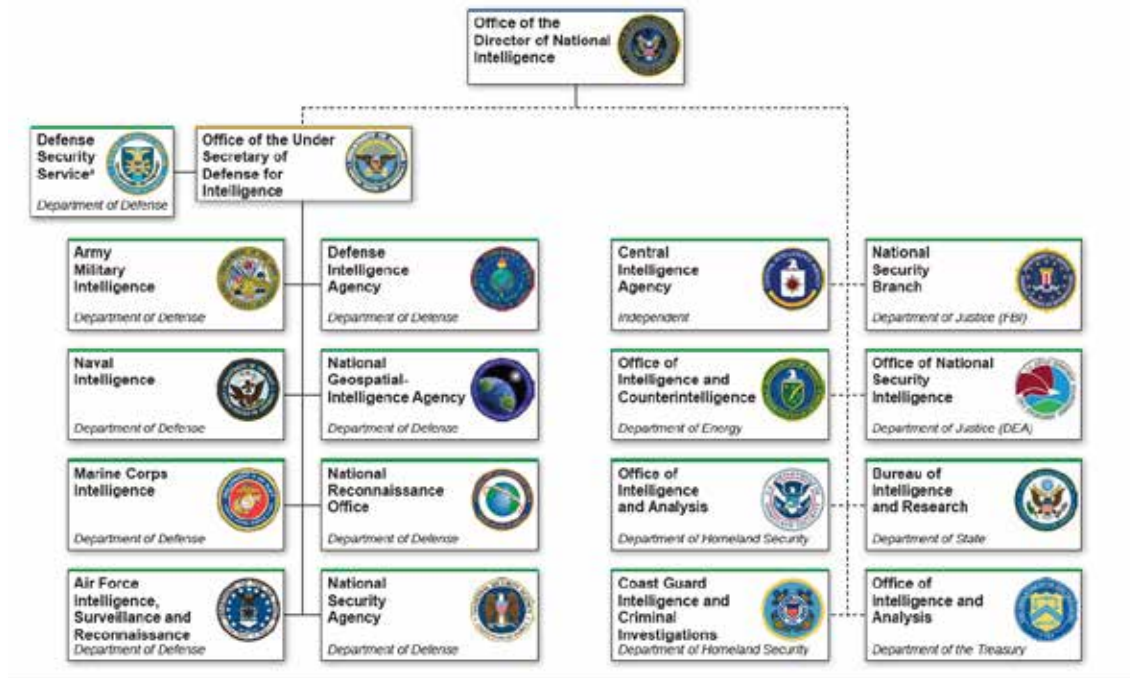 Office of the
Director of National
Intelligence
Defense
Security
Serviceª
Department of Defense
Office of the Under
Secretary of
Defense for
Intelligence
Army
Military
Intelligence
Department of Defense
Defense
Intelligence
Agency
Department of Defense
Central
Intelligence
Agency
Independent
National
Security
Branch
Department of Justice (FBI)
Naval
Intelligence
Department of Defense
National
Geospatial-
Intelligence Agency
Department of Defense
Office of
Intelligence and
Counterintelligence
Department of Energy
Office of National
Security
Intelligence
Department of Justice (DEA)
Marine Corps
Intelligence
Department of Defense
National
Reconnaissance
Office
Department of Defense
Office of
Intelligence
and Analysis
Department of Homeland Security
Bureau of
Intelligence
and Research
Department of State
Air Force
Intelligence,
Surveillance and
Reconnaissance
Department of Defense
National
Security
Agency
Department of Defense
Coast Guard
Intelligence and
Criminal
Investigations
Department of Homeland Security
Office of
Intelligence and
Analysis
Department of the Treasury